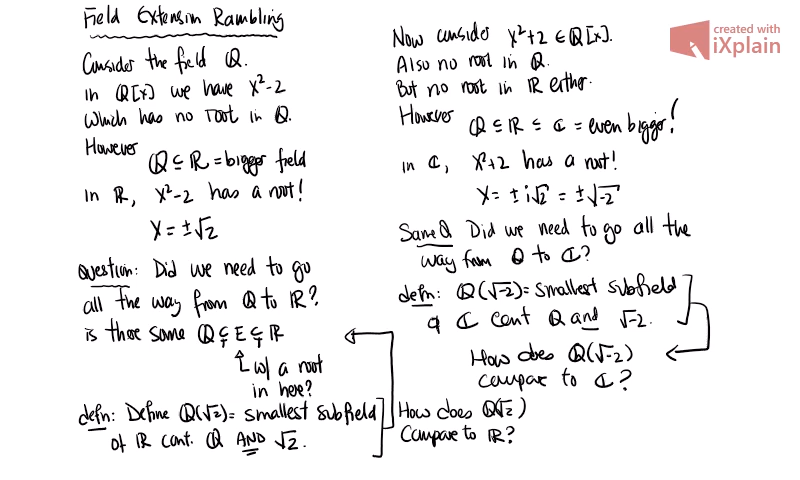 Field Extension Rambling
Consider the field ℚ.
in ℚ[x] we have x²-2
which has no root in ℚ.
However
ℚ ⊆ ℝ = bigger field
in ℝ, x²-2 has a root!
x = ±√2
Question: Did we need to go
all the way from ℚ to ℝ?
is there some ℚ ⊊ E ⊊ ℝ
w/ a root
in here?
defn: Define ℚ(√2) = smallest subfield
of ℝ cont. ℚ AND √2.
Now consider x²+2 ∈ ℚ[x].
Also no root in ℚ.
But no root in ℝ either.
However
ℚ ⊆ ℝ ⊆ ℂ = even bigger!
in ℂ, x²+2 has a root!
x = ± i√2 = ±√-2
Same Q Did we need to go all the
way from ℚ to ℂ?
defn: ℚ(√-2) = smallest subfield
of ℂ cont ℚ and √-2.
How does ℚ(√-2)
compare to ℂ?
How does ℚ(√2)
compare to ℝ?
created with
iXplain